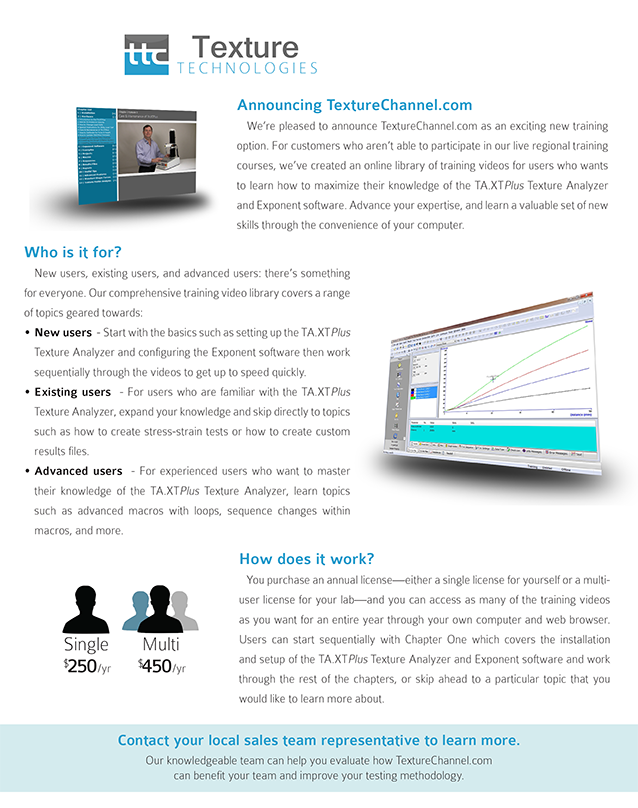 ttc
Texture
TECHNOLOGIES
Announcing TextureChannel.com
We're pleased to announce TextureChannel.com as an exciting new training
option. For customers who aren't able to participate in our live regional training
courses, we've created an online library of training videos for users who wants
to learn how to maximize their knowledge of the TA.XTPlus Texture Analyzer
and Exponent software. Advance your expertise, and learn a valuable set of new
skills through the convenience of your computer.
Who is it for?
New users, existing users, and advanced users: there's something
for everyone. Our comprehensive training video library covers a range
of topics geared towards:
• New users - Start with the basics such as setting up the TA.XTPlus
Texture Analyzer and configuring the Exponent software then work
sequentially through the videos to get up to speed quickly.
• Existing users - For users who are familiar with the TA.XTPlus
Texture Analyzer, expand your knowledge and skip directly to topics
such as how to create stress-strain tests or how to create custom
results files.
• Advanced users - For experienced users who want to master
their knowledge of the TA.XTPlus Texture Analyzer, learn topics
such as advanced macros with loops, sequence changes within
macros, and more.
How does it work?
You purchase an annual license—either a single license for yourself or a multi-
user license for your lab—and you can access as many of the training videos
as you want for an entire year through your own computer and web browser.
Users can start sequentially with Chapter One which covers the installation
and setup of the TA.XTPlus Texture Analyzer and Exponent software and work
through the rest of the chapters, or skip ahead to a particular topic that you
would like to learn more about.
Single
$250/yr
Multi
$450/yr
Contact your local sales team representative to learn more.
Our knowledgeable team can help you evaluate how TextureChannel.com
can benefit your team and improve your testing methodology.